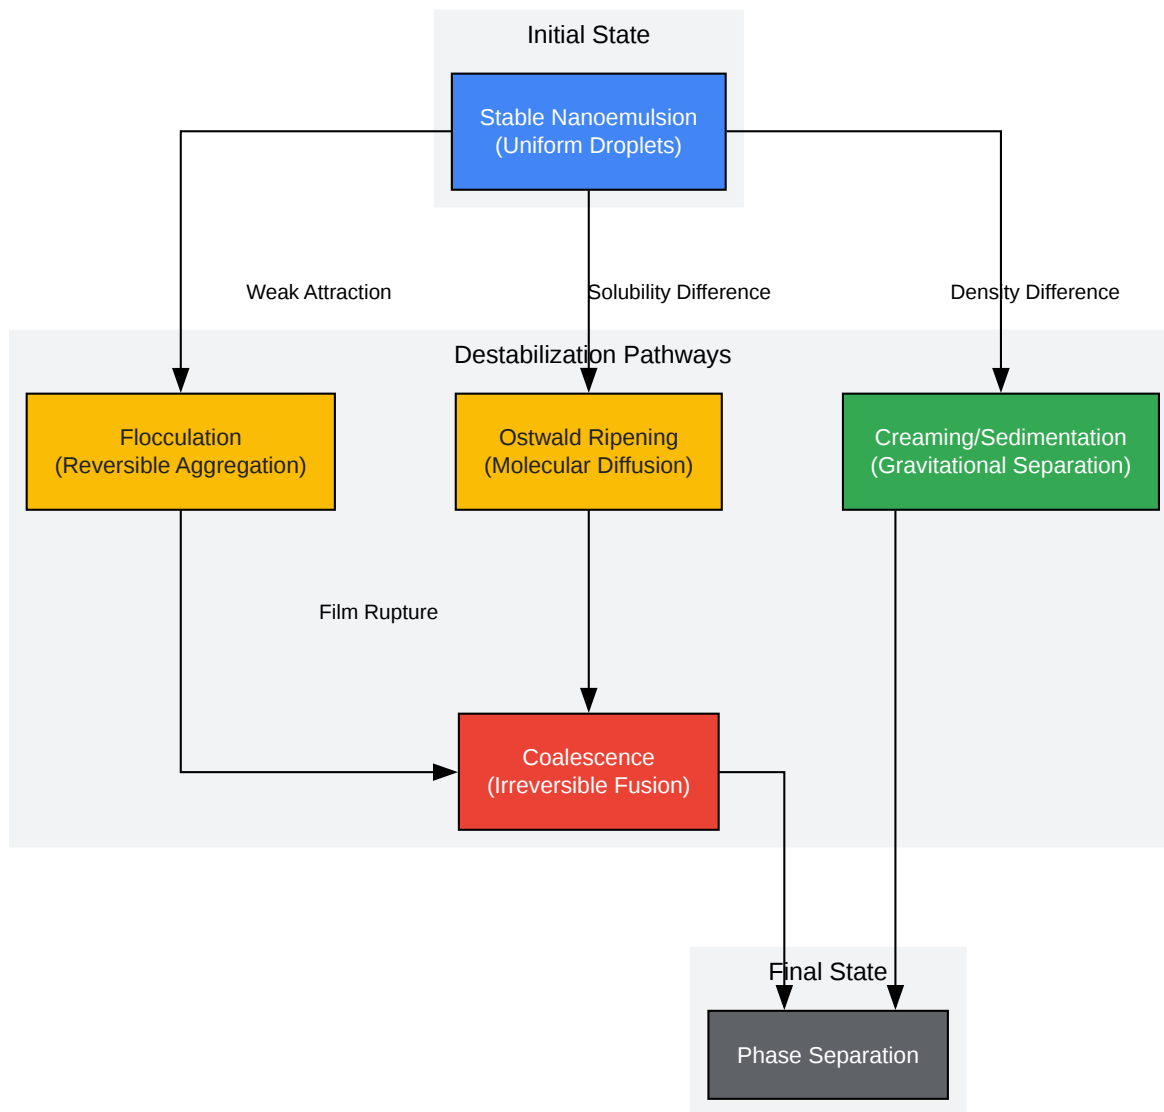 Initial State
Stable Nanoemulsion
(Uniform Droplets)
Weak Attraction
Solubility Difference
Density Difference
Destabilization Pathways
Flocculation
(Reversible Aggregation)
Ostwald Ripening
(Molecular Diffusion)
Creaming/Sedimentation
(Gravitational Separation)
Film Rupture
Coalescence
(Irreversible Fusion)
Final State
Phase Separation